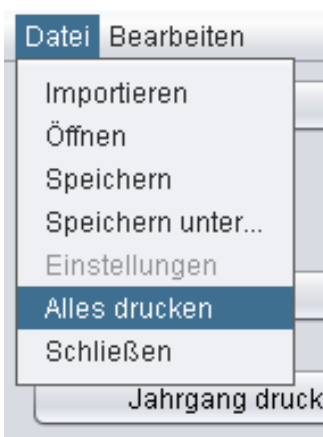 Datei Bearbeiten
Importieren
Öffnen
Speichern
Speichern unter...
Einstellungen
Alles drucken
Schließen
Jahrgang druck